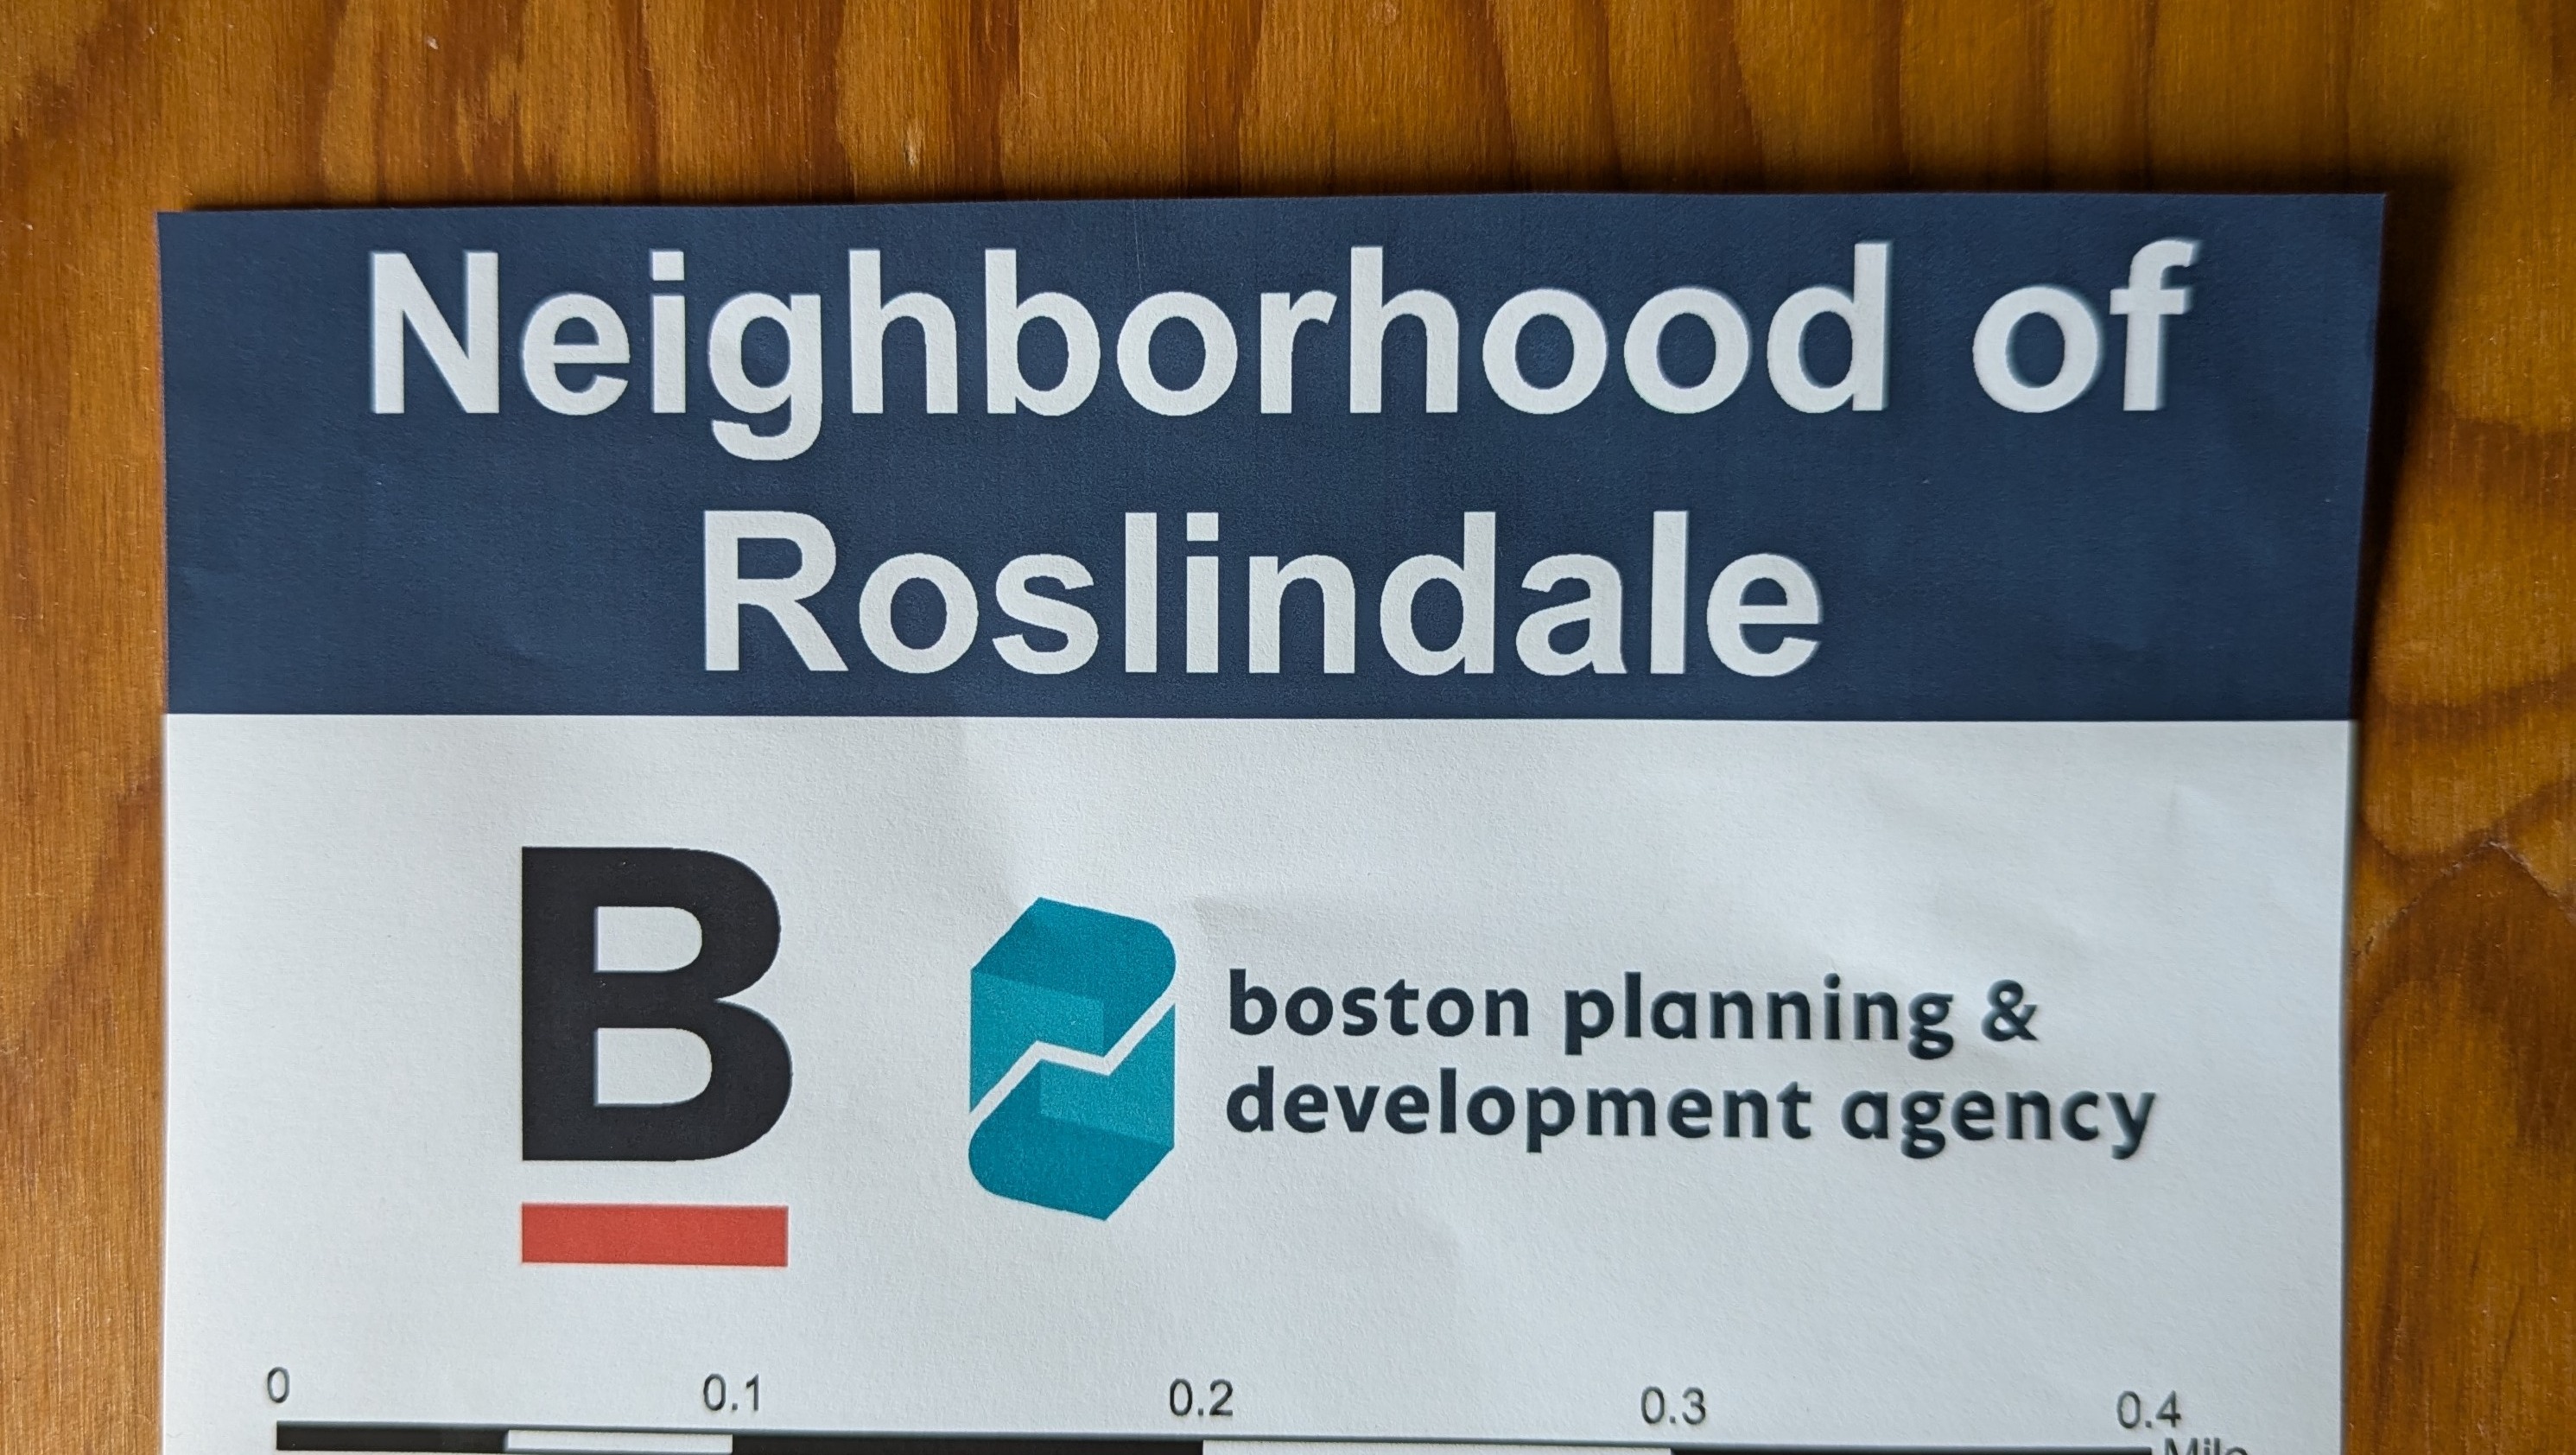 Neighborhood of
Roslindale
B
boston planning &
development agency
0 0.1 0.2 0.3 0.4